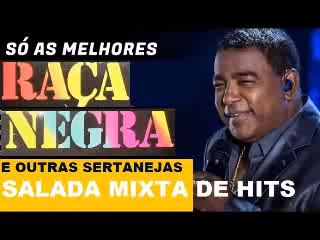 SÓ AS MELHORES
RAÇA
NEGRA
E OUTRAS SERTANEJAS
SALADA MIXTA DE HITS